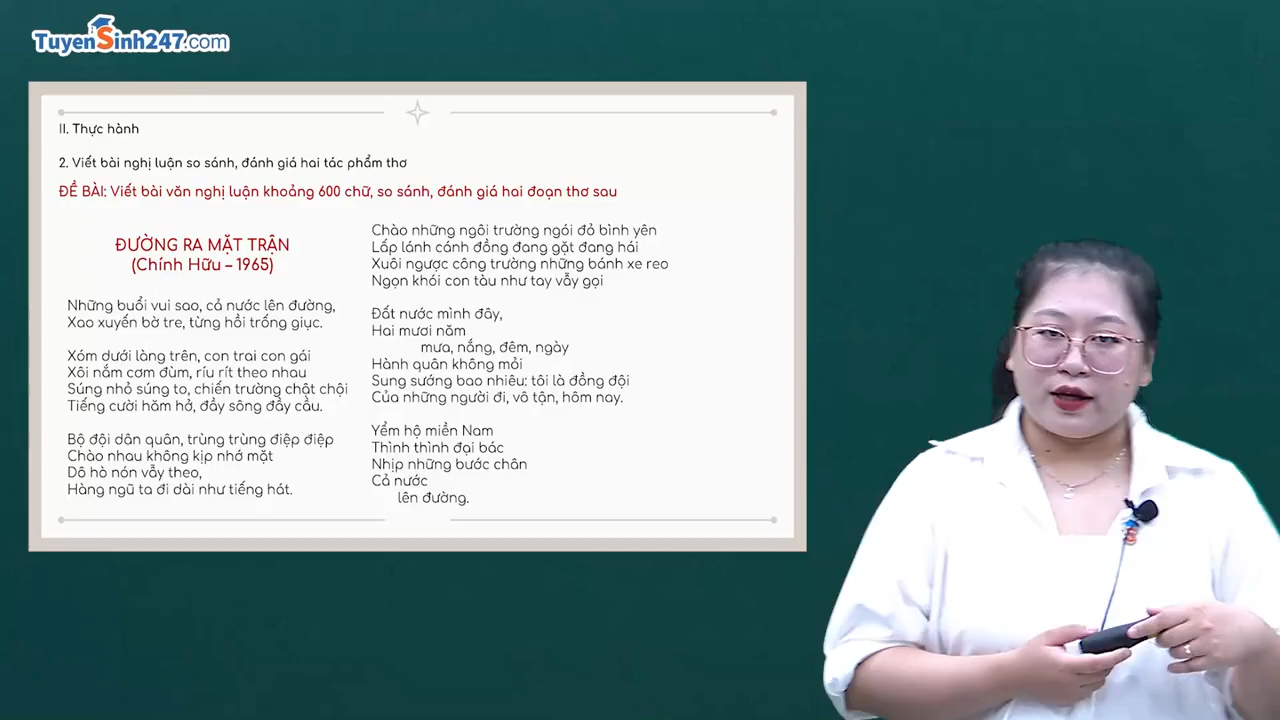 TuyenSinh247.com
II. Thực hành
2. Viết bài nghị luận so sánh, đánh giá hai tác phẩm thơ
ĐỀ BÀI: Viết bài văn nghị luận khoảng 600 chữ, so sánh, đánh giá hai đoạn thơ sau
ĐƯỜNG RA MẶT TRẬN
(Chính Hữu – 1965)
Những buổi vui sao, cả nước lên đường,
Xao xuyến bờ tre, từng hồi trống giục.
Xóm dưới làng trên, con trai con gái
Xôi nắm cơm đùm, ríu rít theo nhau
Súng nhỏ súng to, chiến trường chật chội
Tiếng cười hăm hở, đầy sông đầy cầu.
Bộ đội dân quân, trùng trùng điệp điệp
Chào nhau không kịp nhớ mặt
Dô hò nón vẫy theo,
Hàng ngũ ta đi dài như tiếng hát.
Chào những ngôi trường ngói đỏ bình yên
Lấp lánh cánh đồng đang gặt đang hái
Xuôi ngược công trường những bánh xe reo
Ngọn khói con tàu như tay vẫy gọi
Đất nước mình đây,
Hai mươi năm
mưa, nắng, đêm, ngày
Hành quân không mỏi
Sung sướng bao nhiêu: tôi là đồng đội
Của những người đi, vô tận, hôm nay.
Yểm hộ miền Nam
Thình thình đại bác
Nhịp những bước chân
Cả nước
lên đường.